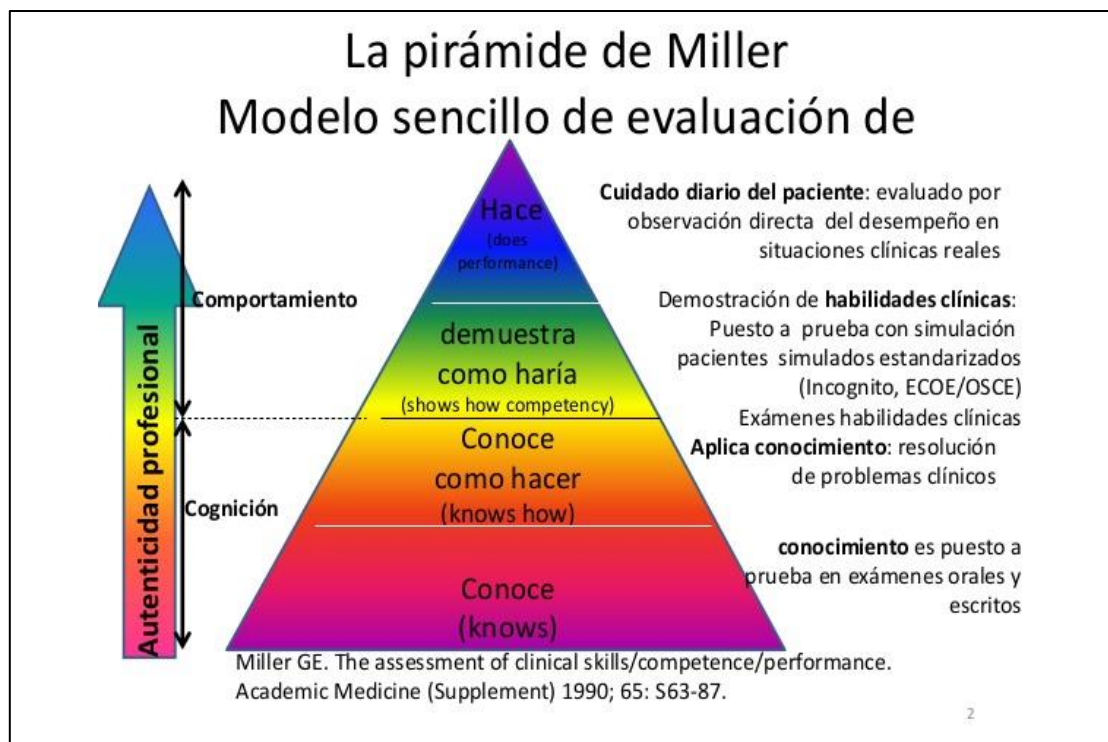 La pirámide de Miller
Modelo sencillo de evaluación de
Autenticidad profesional
Comportamiento
Cognición
Hace
(does
performance)
demuestra
como haría
(shows how competency)
Conoce
como hacer
(knows how)
Conoce
(knows)
Cuidado diario del paciente: evaluado por
observación directa del desempeño en
situaciones clínicas reales
Demostración de habilidades clínicas:
Puesto a prueba con simulación
pacientes simulados estandarizados
(Incognito, ECOE/OSCE)
Exámenes habilidades clínicas
Aplica conocimiento: resolución
de problemas clínicos
conocimiento es puesto a
prueba en exámenes orales y
escritos
Miller GE. The assessment of clinical skills/competence/performance.
Academic Medicine (Supplement) 1990; 65: S63-87.
2